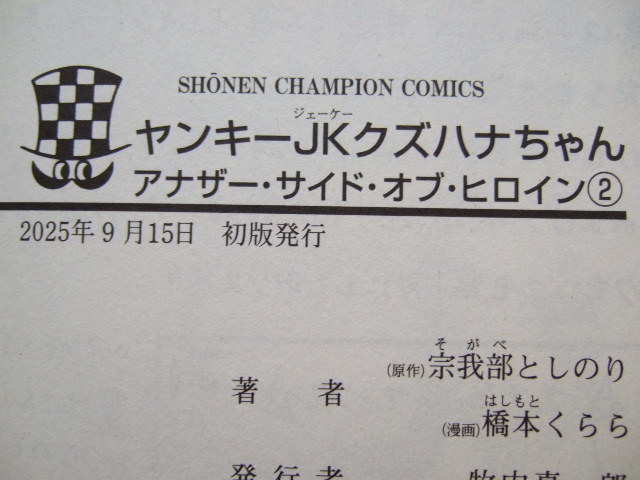 SHŌNEN CHAMPION COMICS
ジェーケー
ヤンキーJKクズハナちゃん
アナザー・サイド・オブ・ヒロイン②
2025年9月15日 初版発行
そがべ
(原作)宗我部としのり
著者
はしもと
(漫画)橋本くらら
発行者